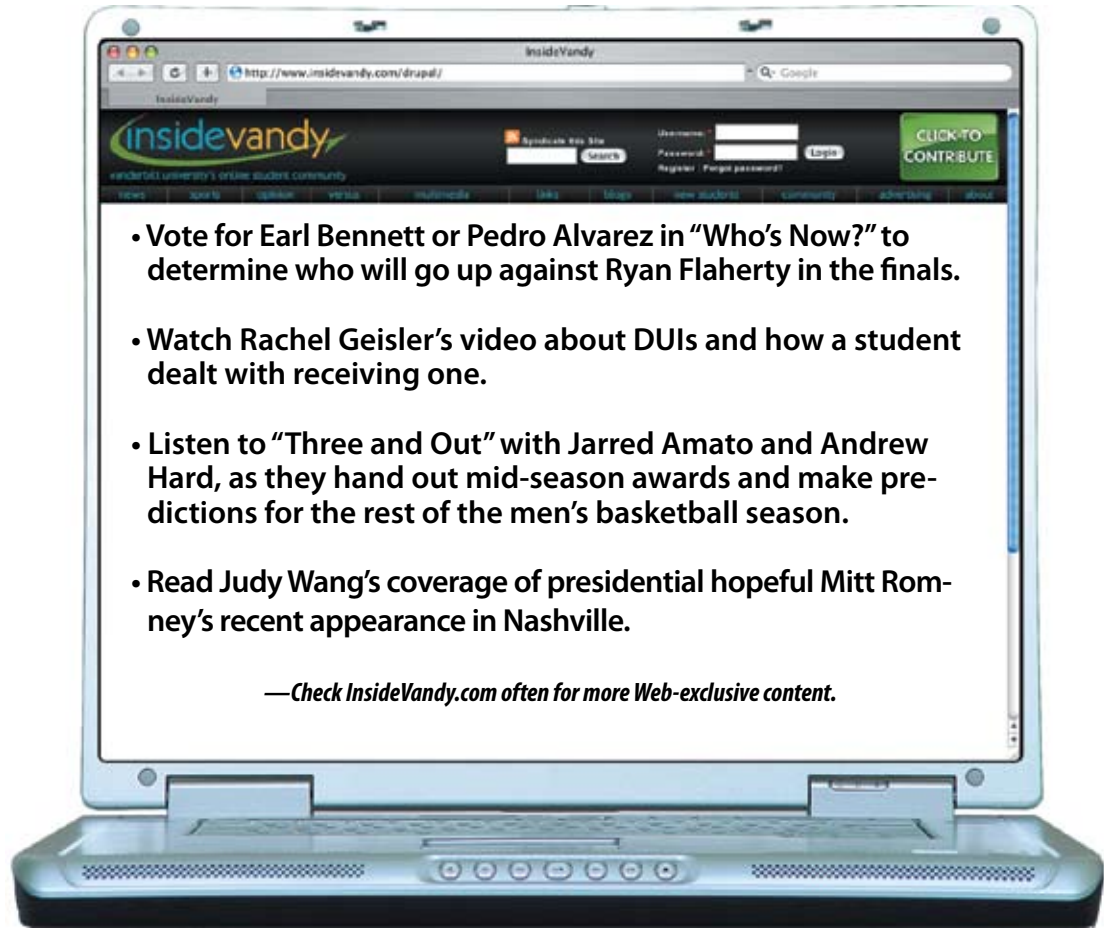 InsideVandy
http://www.insidevandy.com/drupal/
Google
InsideVandy
insidevandy
Syndicate this Site
Search
Username: *
Password: *
Login
Register Forgot password?
CLICK-TO
CONTRIBUTE
vanderbilt university's online student community
news sports opinion versus multimedia links blogs new students community advertising about
• Vote for Earl Bennett or Pedro Alvarez in “Who’s Now?” to
determine who will go up against Ryan Flaherty in the finals.
• Watch Rachel Geisler’s video about DUIs and how a student
dealt with receiving one.
• Listen to “Three and Out” with Jarred Amato and Andrew
Hard, as they hand out mid-season awards and make pre-
dictions for the rest of the men’s basketball season.
• Read Judy Wang’s coverage of presidential hopeful Mitt Rom-
ney’s recent appearance in Nashville.
—Check InsideVandy.com often for more Web-exclusive content.